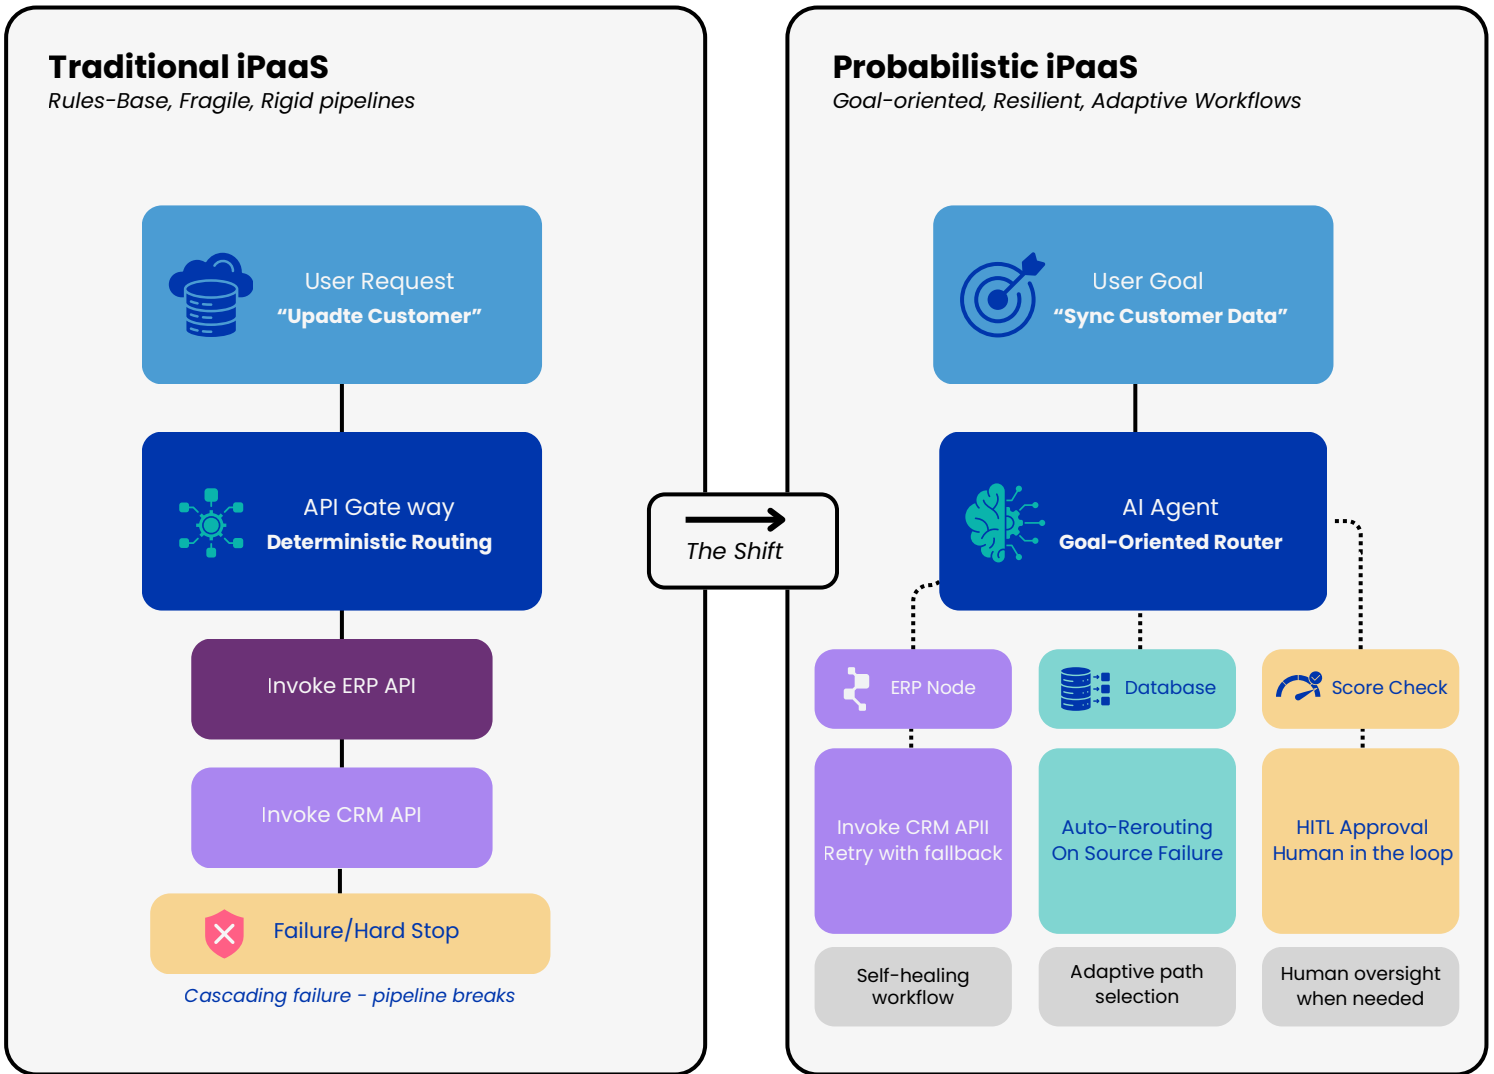 Traditional iPaaS
Rules-Base, Fragile, Rigid pipelines
User Request
“Upadte Customer”
API Gate way
Deterministic Routing
Invoke ERP API
Invoke CRM API
Failure/Hard Stop
Cascading failure - pipeline breaks
The Shift
Probabilistic iPaaS
Goal-oriented, Resilient, Adaptive Workflows
User Goal
“Sync Customer Data”
AI Agent
Goal-Oriented Router
ERP Node
Database
Score Check
Invoke CRM APII
Retry with fallback
Auto-Rerouting
On Source Failure
HITL Approval
Human in the loop
Self-healing
workflow
Adaptive path
selection
Human oversight
when needed